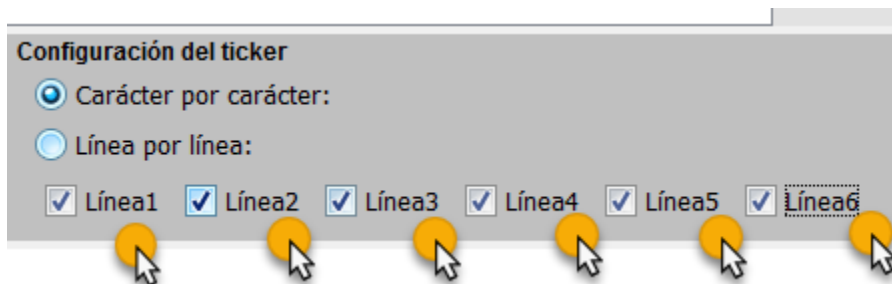 Configuración del ticker
Carácter por carácter:
Línea por línea:
Línea1 Línea2 Línea3 Línea4 Línea5 Línea6